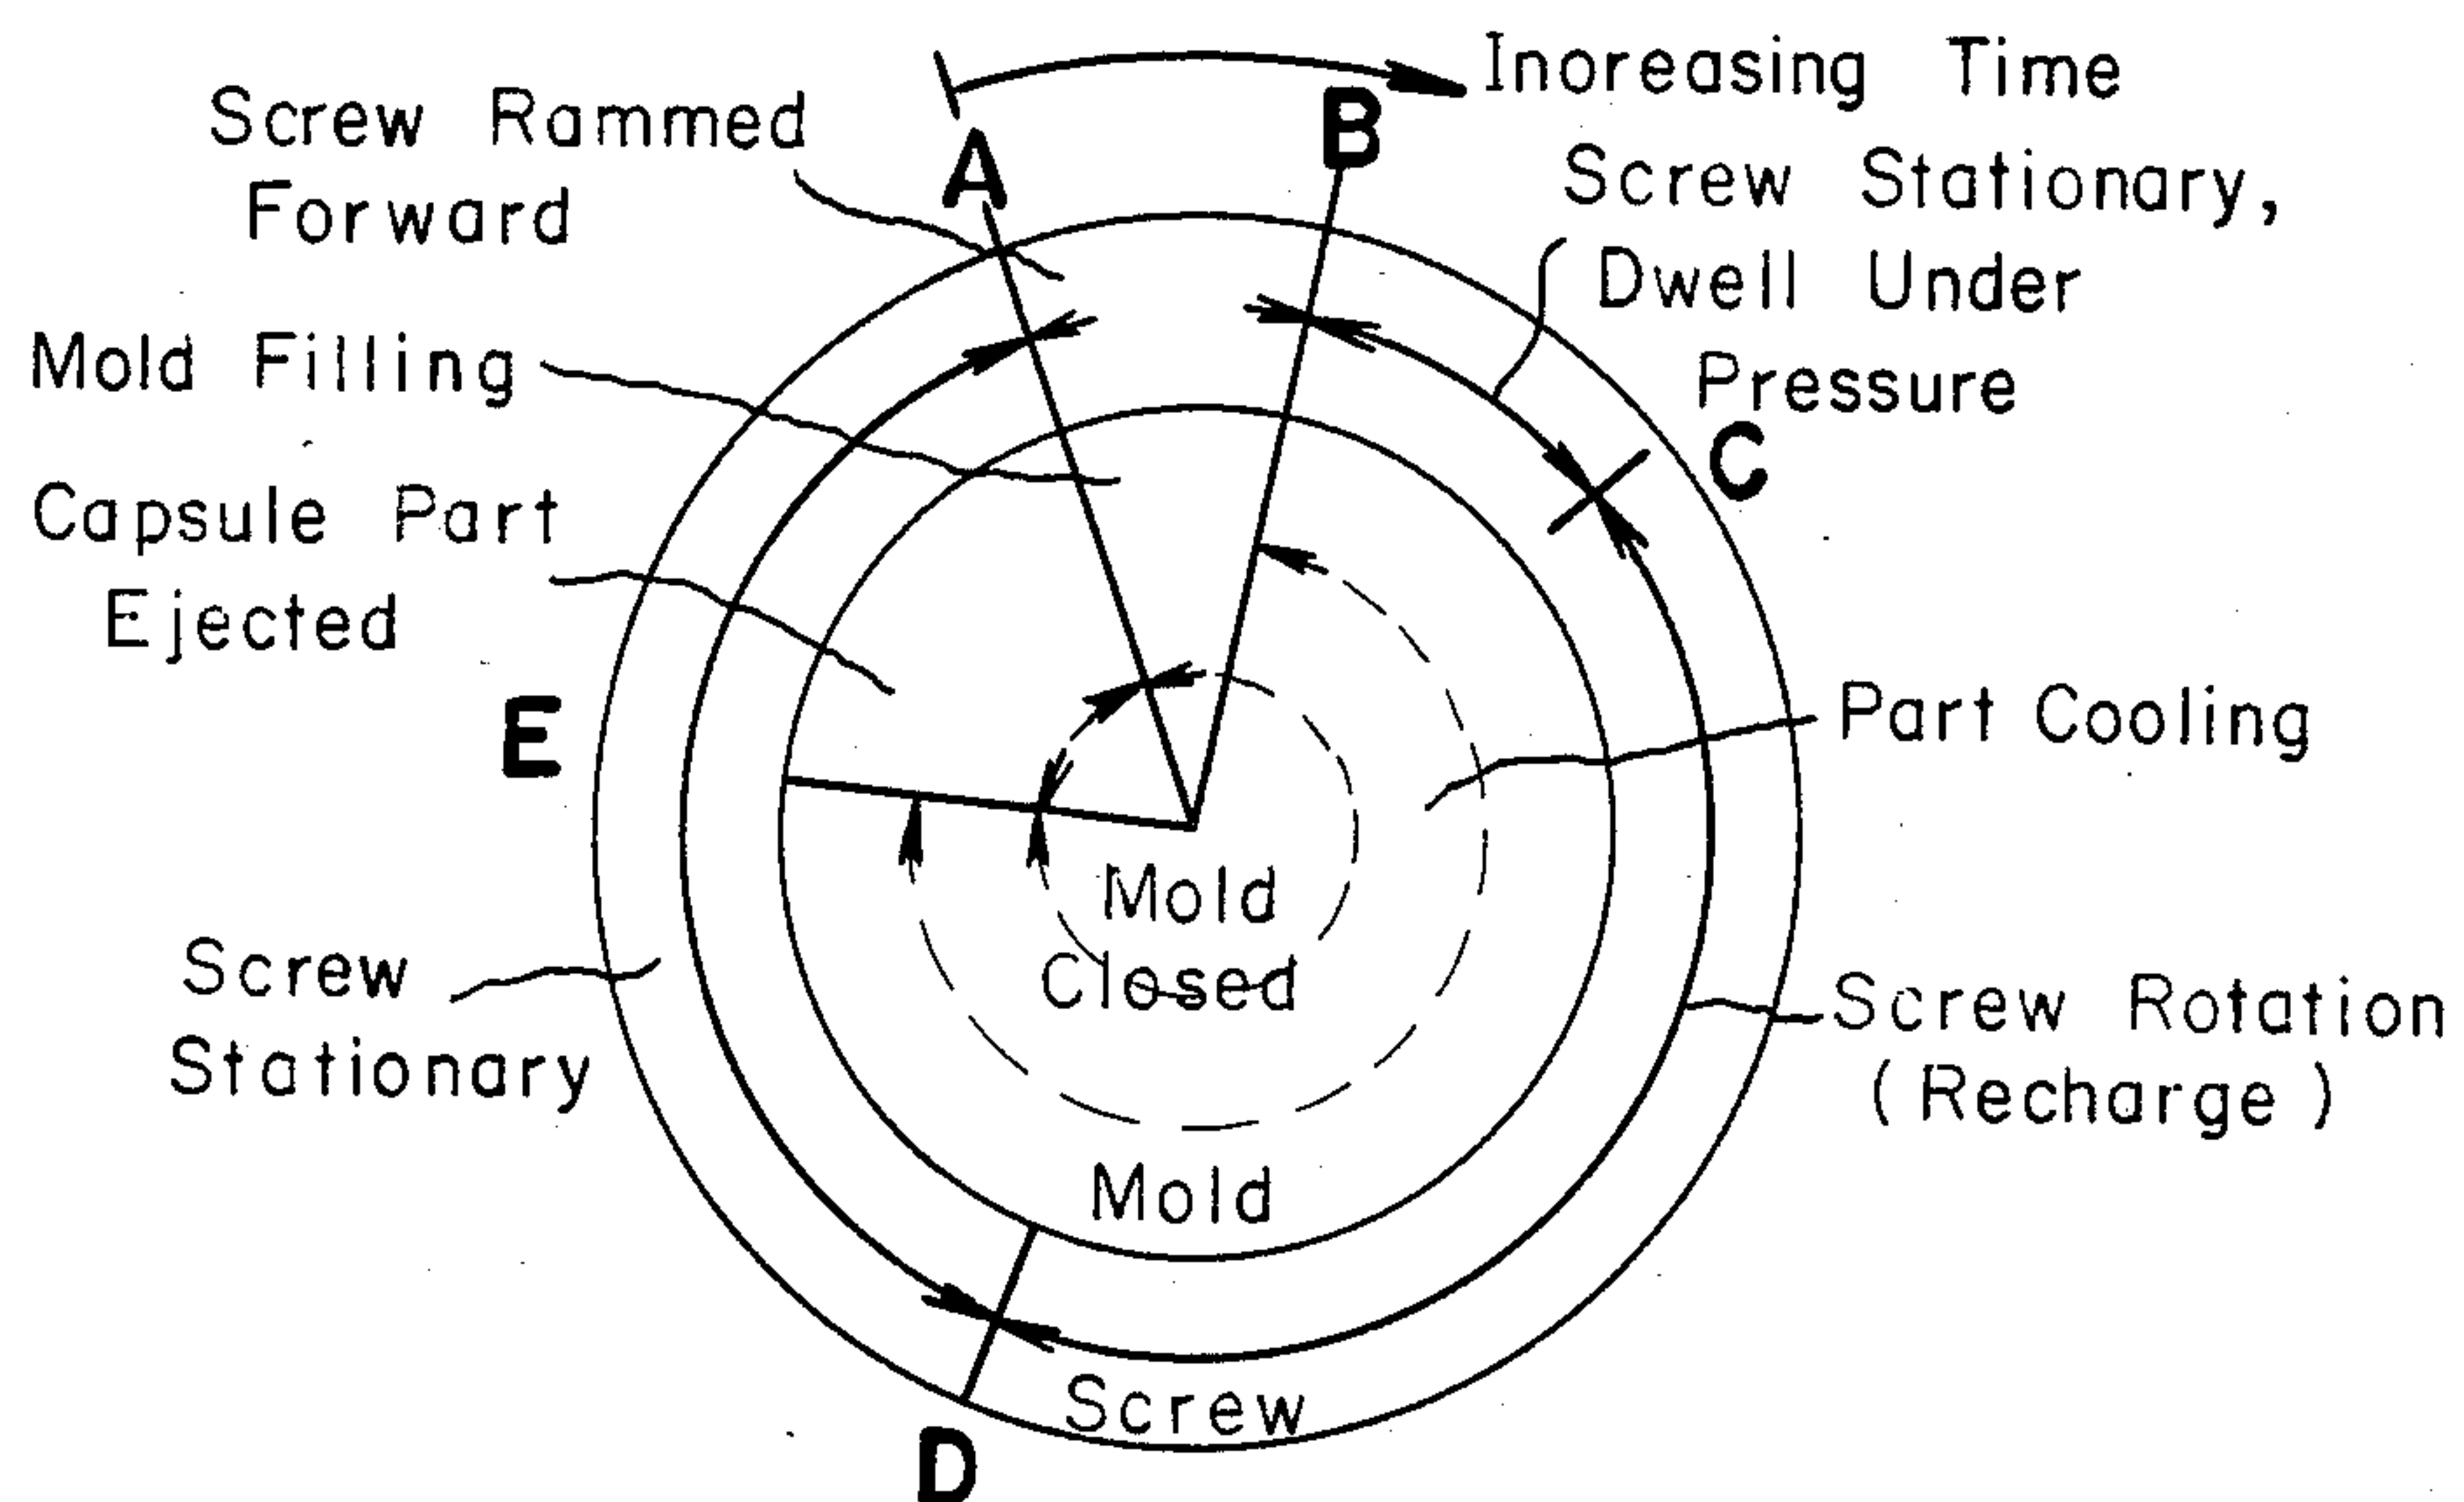 Inoreasing Time
Screw Rammed
Forward
A
B
Screw Stationary,
Dwell Under
Pressure
C
Mold Filling
Capsule Part
Ejected
E
Part Cooling
Mold
Closed
Screw
Stationary
Screw Rotation
(Recharge)
Mold
Screw
D